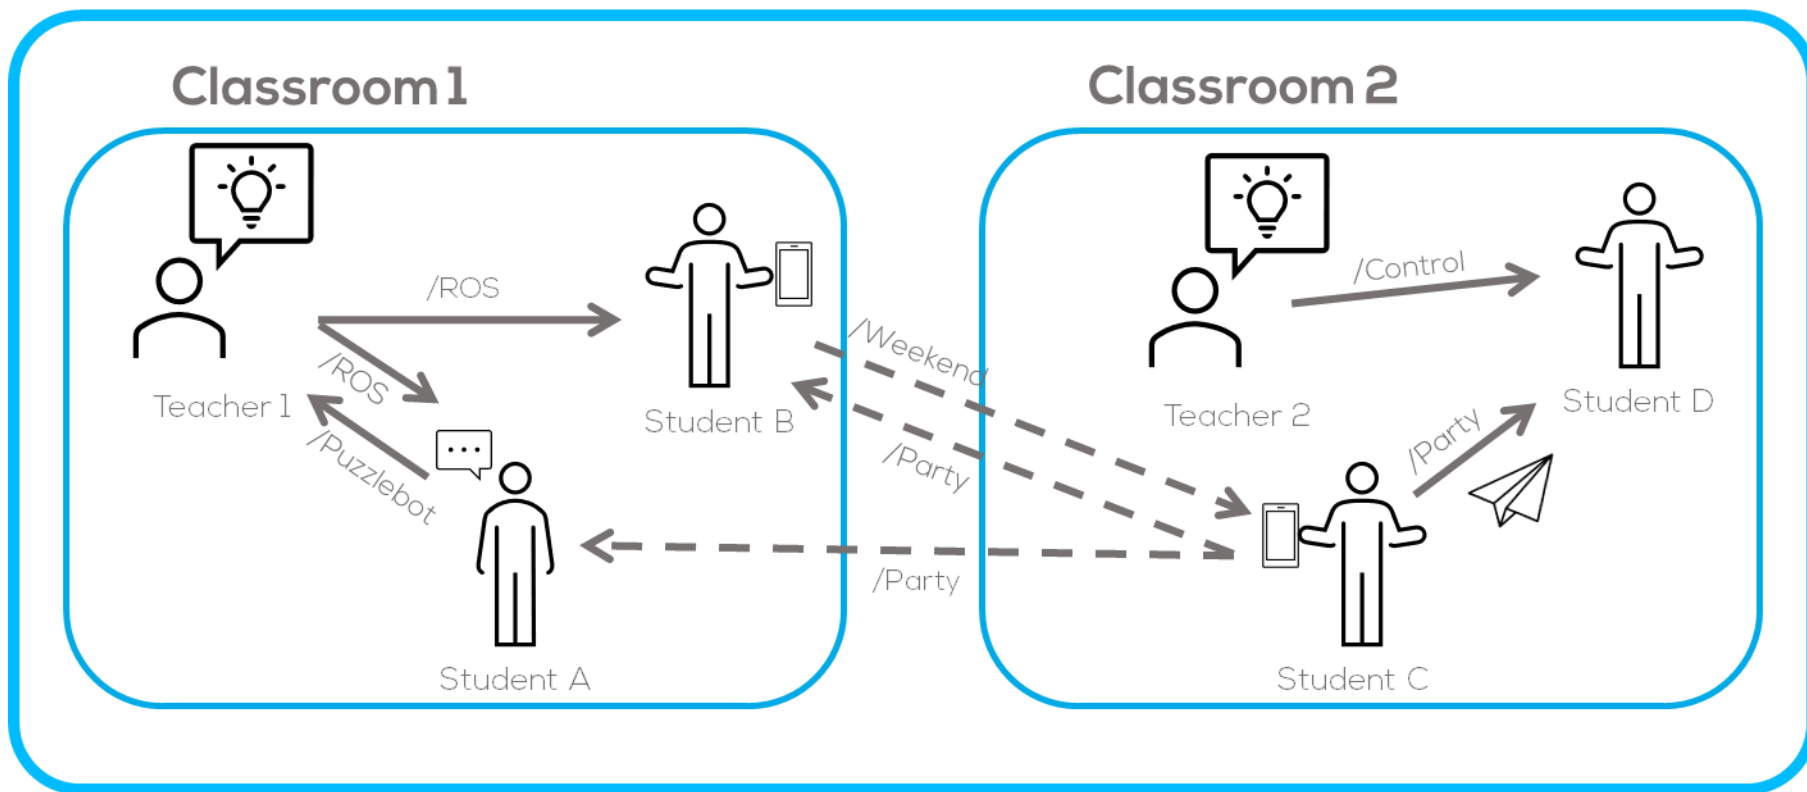 Classroom 1
Classroom 2
/ROS
/ROS
/Puzzlebot
Teacher 1
Student B
Student A
/Weekend
/Party
/Party
/Control
Teacher 2
Student D
/Party
Student C